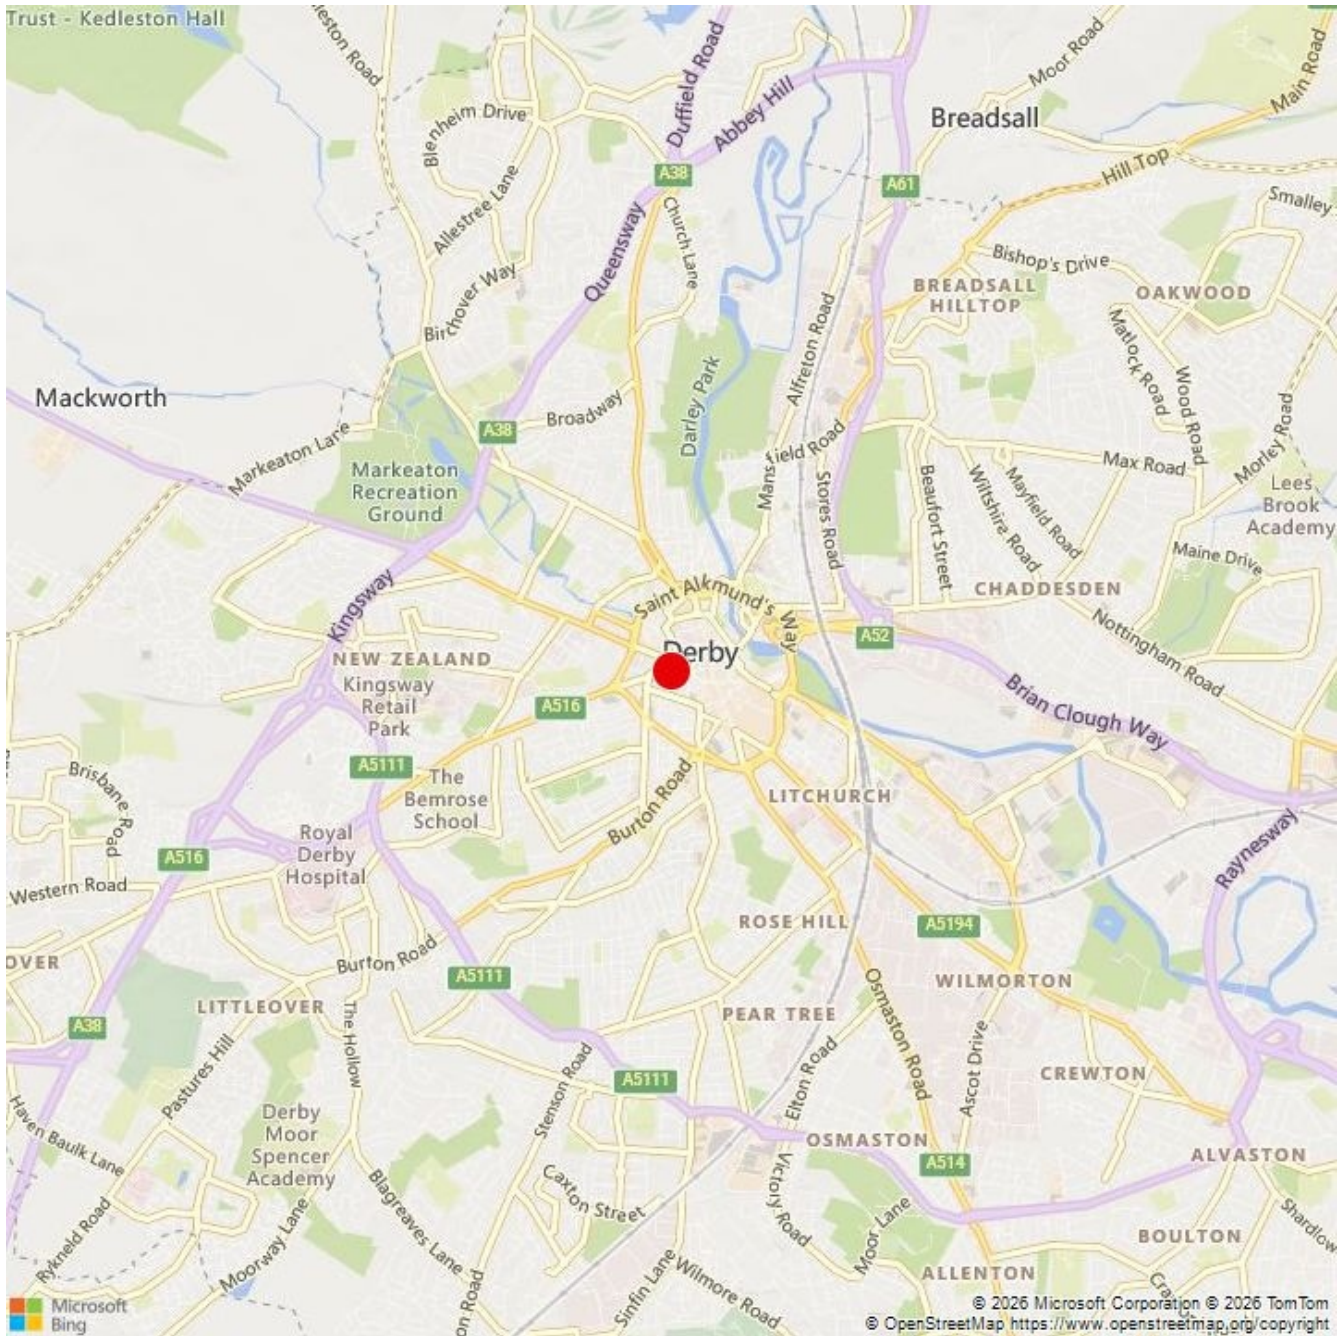 Trust - Kedleston Hall
leston Road
Duffield Road
Moor Road
Main Road
Abbey Hill
Breadsall
Blenheim Drive
Hill Top
A38
A61
Allestree Lane
Church Lane
Smalley
Queensway
Bishop's Drive
BREADSALL
HILLTOP
OAKWOOD
Birchover Way
Alfreton Road
Matlock Road
Mackworth
Darley Park
Wood Road
Broadway
A38
Morley Road
Markeaton Lane
Mansfield Road
Max Road
Markeaton
Recreation
Ground
Stores Road
Beaufort Street
Wiltshire Road
Mayfield Road
Lees
Brook
Academy
Maine Drive
Kingsway
Saint Alkmund's Way
CHADDESDEN
Nottingham Road
A52
Derby
NEW ZEALAND
Kingsway
Retail
Park
A516
Brian Clough Way
A5111
Brisbane Road
The
Bemrose
School
LITCHURCH
Burton Road
Royal
Derby
Hospital
A516
Raynesway
Western Road
ROSE HILL
A5194
OVER
Burton Road
A5111
WILMORTON
LITTLEOVER
PEAR TREE
A38
The Hollow
Osmaston Road
Pastures Hill
Stenson Road
A5111
Elton Road
Ascot Drive
CREWTON
Haven Baulk Lane
Derby
Moor
Spencer
Academy
OSMASTON
A514
ALVASTON
Caxton Street
Victory Road
Blagreaves Lane
Moor Lane
Shardlow
Rykneld Road
Moorway Lane
BOULTON
Sinfin Lane
Wilmore Road
ALLENTON
on Road
Microsoft
Bing
© 2026 Microsoft Corporation © 2026 TomTom
© OpenStreetMap https://www.openstreetmap.org/copyright